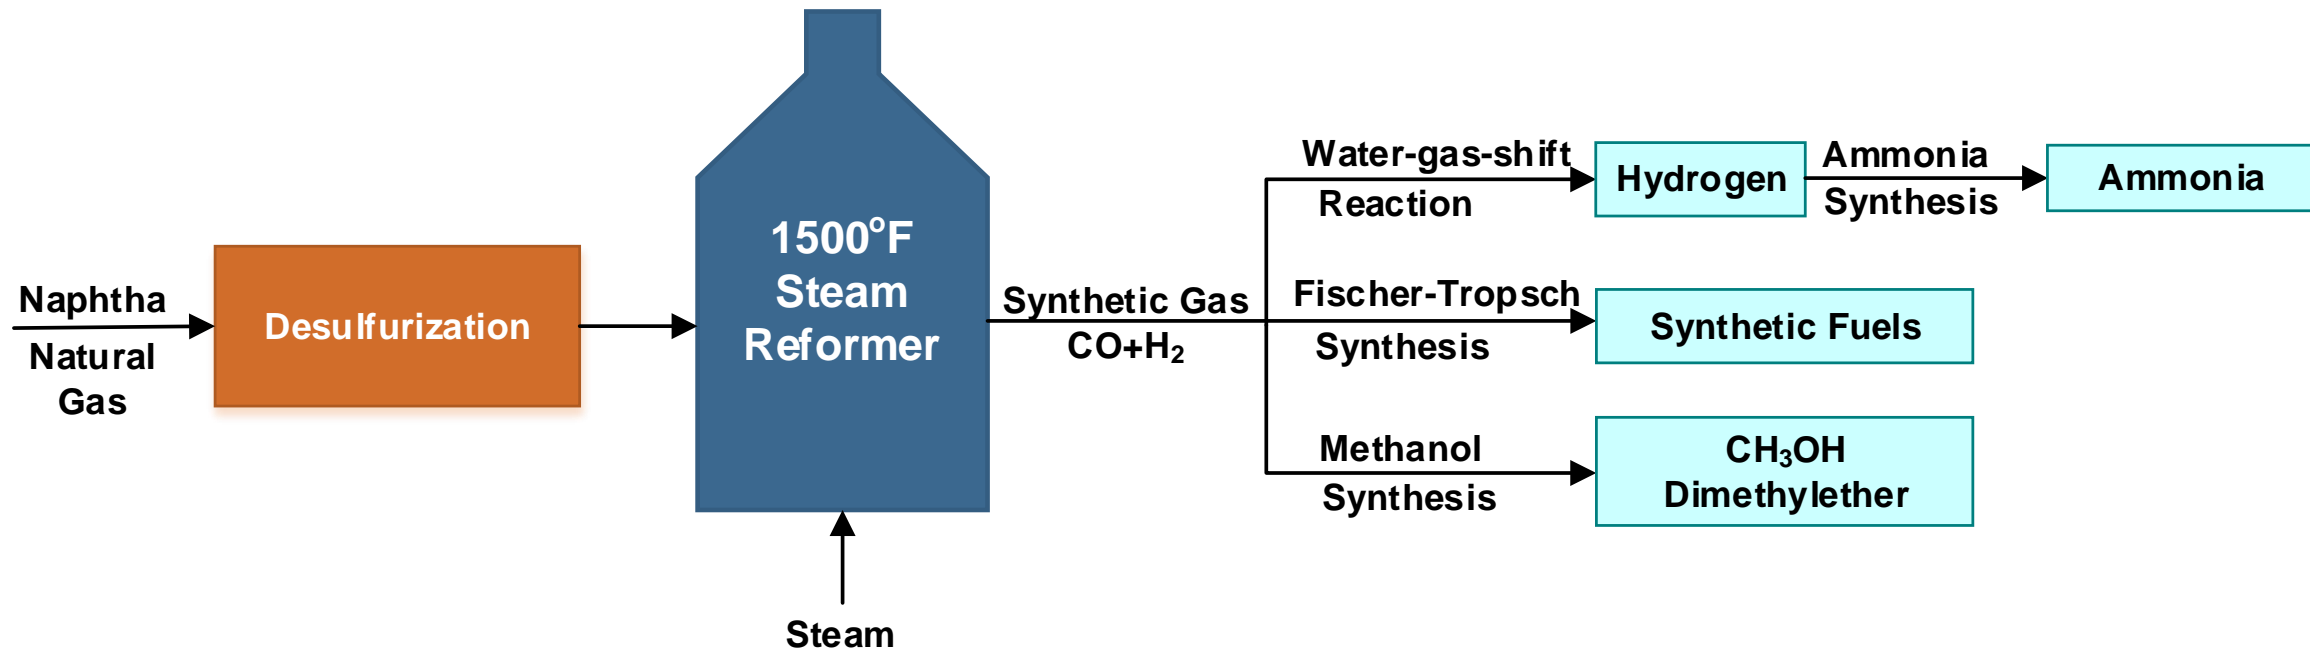 Naphtha
Natural
Gas
Desulfurization
1500°F
Steam
Reformer
Steam
Synthetic Gas
CO+H₂
Water-gas-shift
Reaction
Hydrogen
Ammonia
Synthesis
Ammonia
Fischer-Tropsch
Synthesis
Synthetic Fuels
Methanol
Synthesis
CH₃OH
Dimethylether